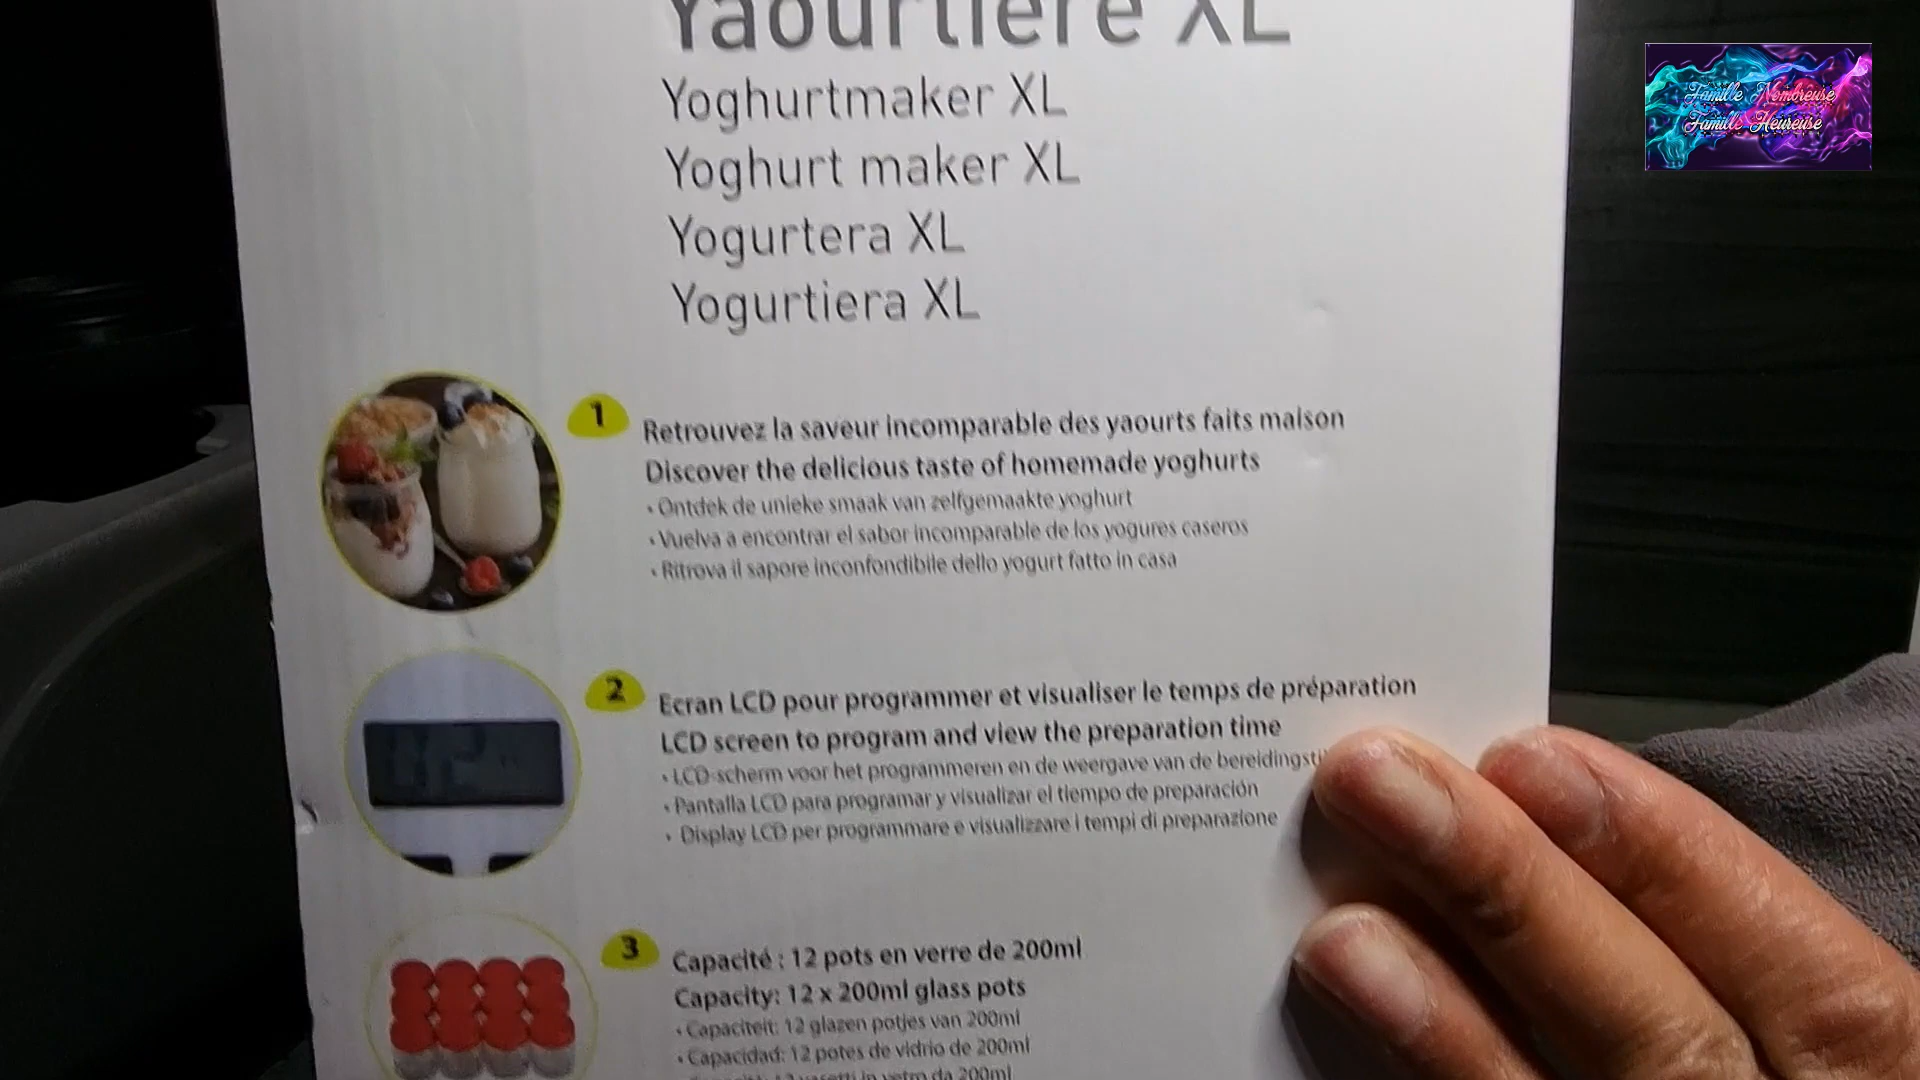 Yaourtière XL
Yoghurtmaker XL
Yoghurt maker XL
Yogurtera XL
Yogurtiera XL
Famille Nombreuse
Famille Heureuse
1
Retrouvez la saveur incomparable des yaourts faits maison
Discover the delicious taste of homemade yoghurts
• Ontdek de unieke smaak van zelfgemaakte yoghurt
• Vuelva a encontrar el sabor incomparable de los yogures caseros
• Ritrova il sapore inconfondibile dello yogurt fatto in casa
2
Ecran LCD pour programmer et visualiser le temps de préparation
LCD screen to program and view the preparation time
• LCD-scherm voor het programmeren en de weergave van de
• Pantalla LCD para programar y visualizar el tiempo de preparación
• Display LCD per programmare e visualizzare i tempi di preparazione
3
Capacité : 12 pots en verre de 200ml
Capacity: 12 x 200ml glass pots
• Capaciteit: 12 glazen potjes van 200ml
• Capacidad: 12 potes de vidrio de 200ml
12 vasetti in vetro da 200ml